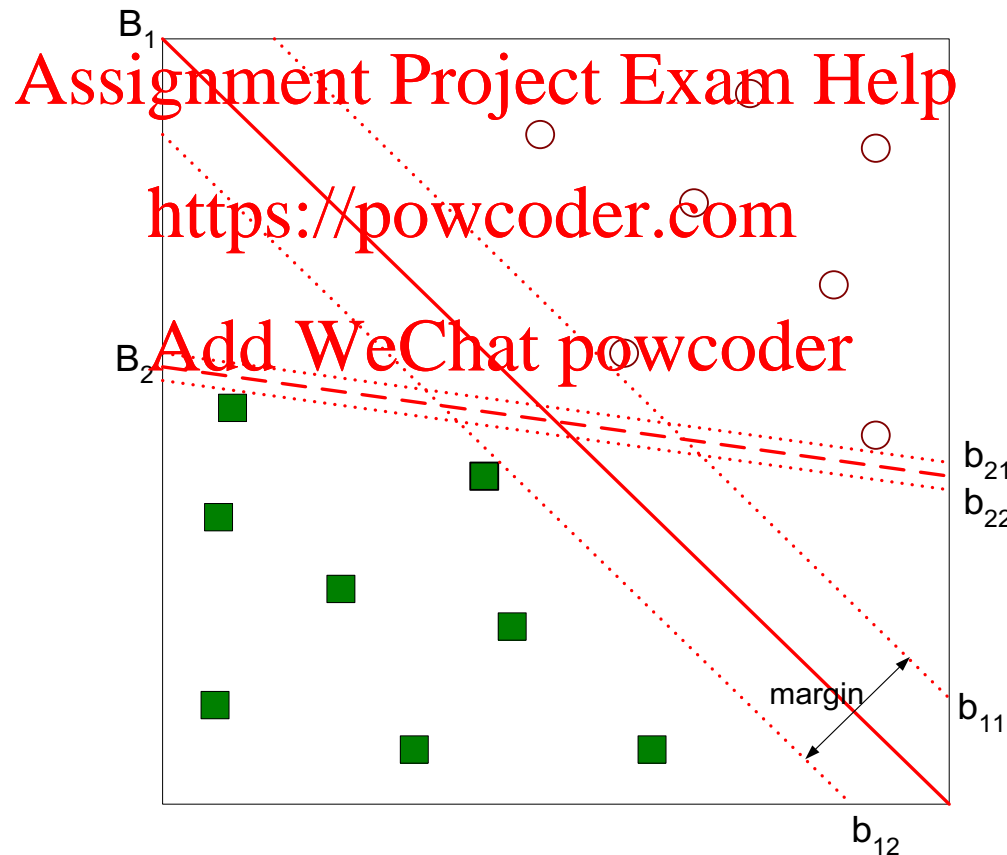 B1
Assignment Project Exam Help
https://powcoder.com
Add WeChat powcoder
B2
b21
b22
margin
b11
b12